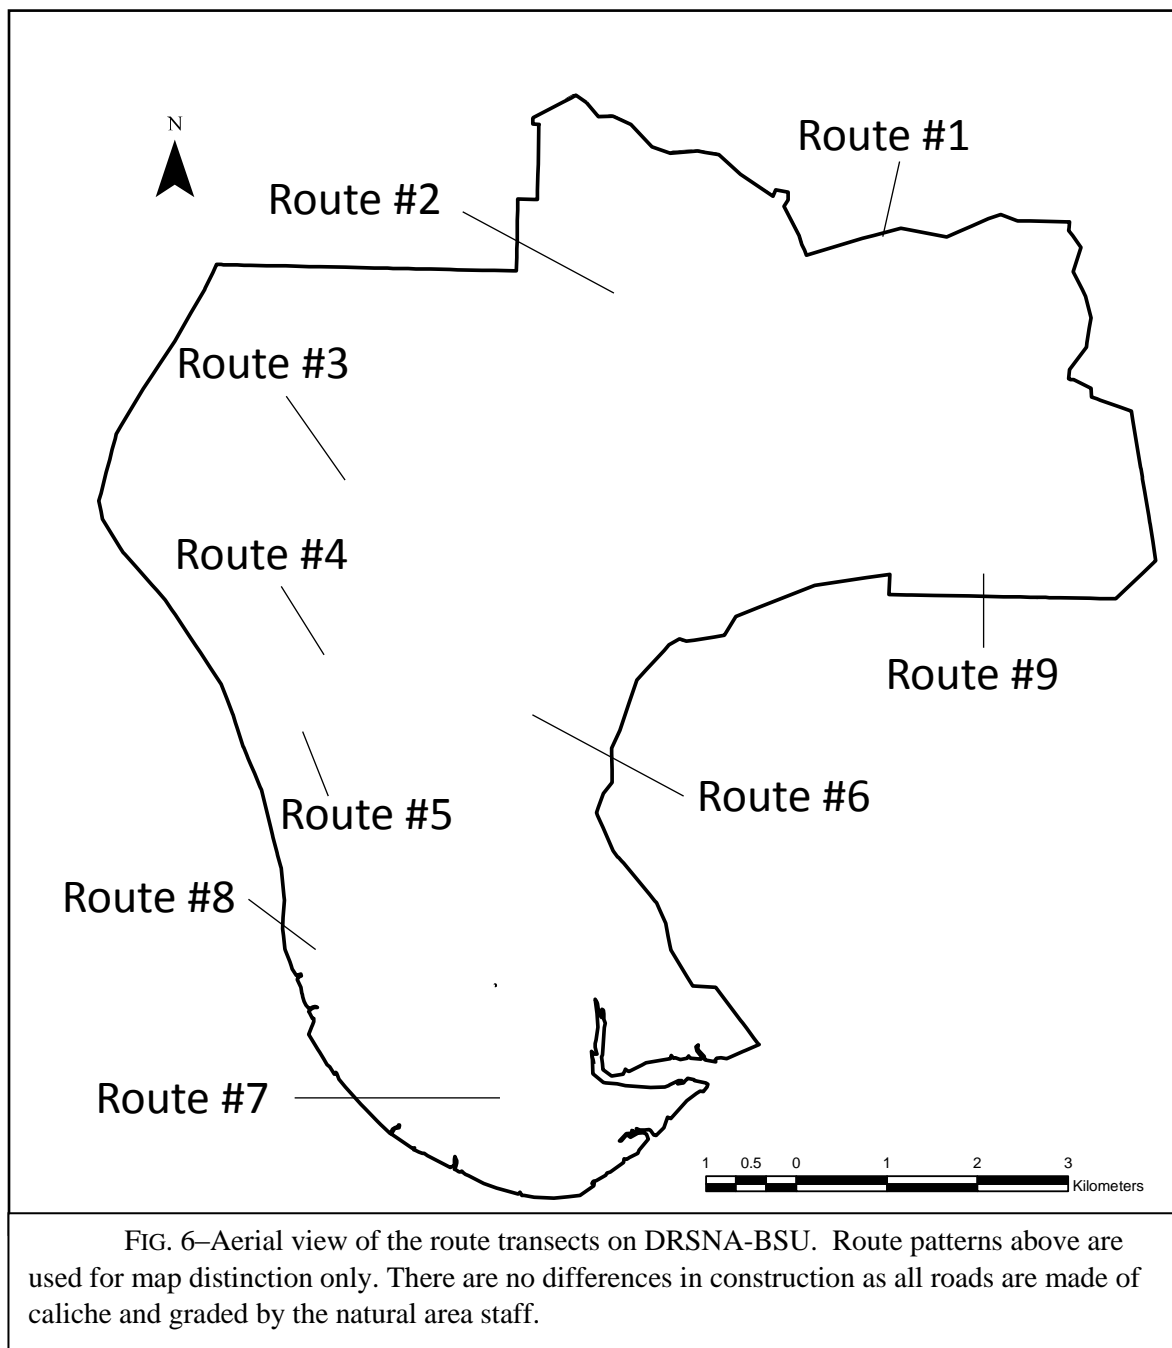 N
Route #1
Route #2
Route #3
Route #4
Route #9
Route #6
Route #5
Route #8
Route #7
1 0.5 0 1 2 3
Kilometers
FIG. 6–Aerial view of the route transects on DRSNA-BSU. Route patterns above are
used for map distinction only. There are no differences in construction as all roads are made of
caliche and graded by the natural area staff.